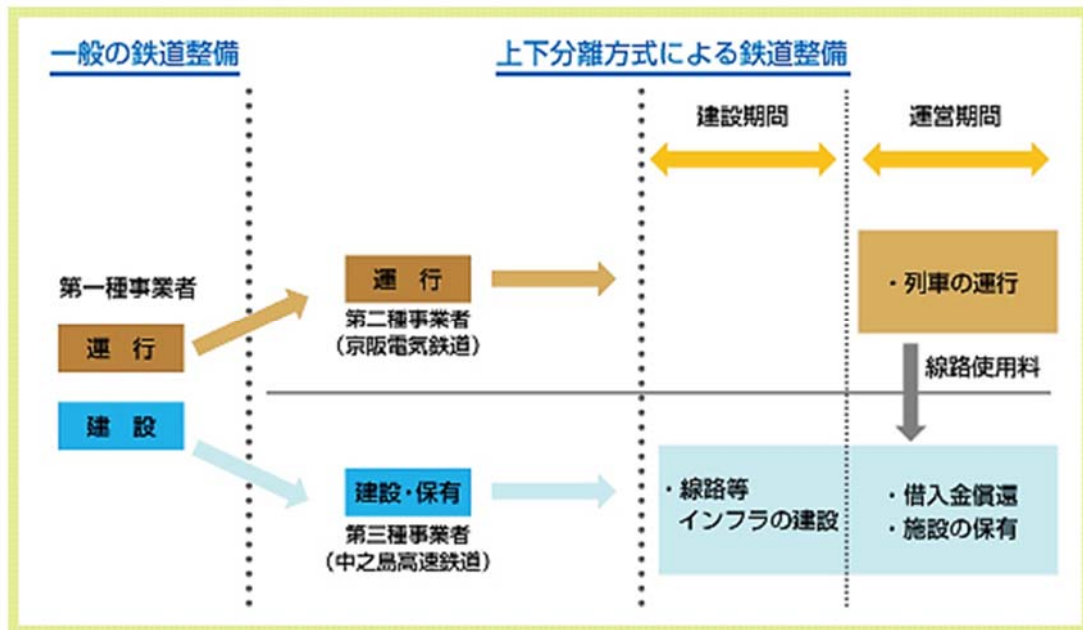 一般の鉄道整備
上下分離方式による鉄道整備
建設期間
運営期間
第一種事業者
運 行
建 設
運 行
第二種事業者
(京阪電気鉄道)
建設・保有
第三種事業者
(中之島高速鉄道)
・列車の運行
線路使用料
・線路等
インフラの建設
・借入金償還
・施設の保有